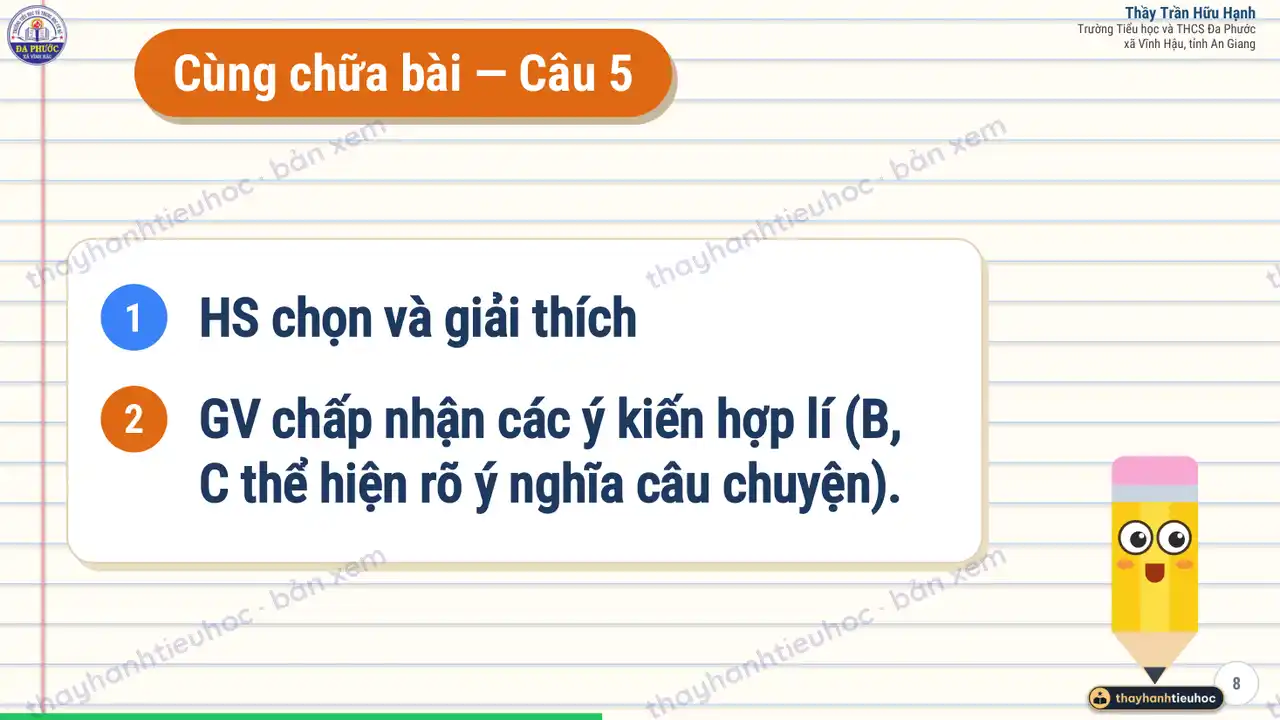 Thầy Trần Hữu Hạnh
Trường Tiểu học và THCS Đa Phước
xã Vĩnh Hậu, tỉnh An Giang
ĐA PHƯỚC
Cùng chữa bài – Câu 5
thayhanhtieuhoc · bản xem
thayhanhtieuhoc · bản xem
1 HS chọn và giải thích
2 GV chấp nhận các ý kiến hợp lí (B,
C thể hiện rõ ý nghĩa câu chuyện).
thayhanhtieuhoc · bản xem
thayhanhtieuhoc · bản xem
8
thayhanhtieuhoc